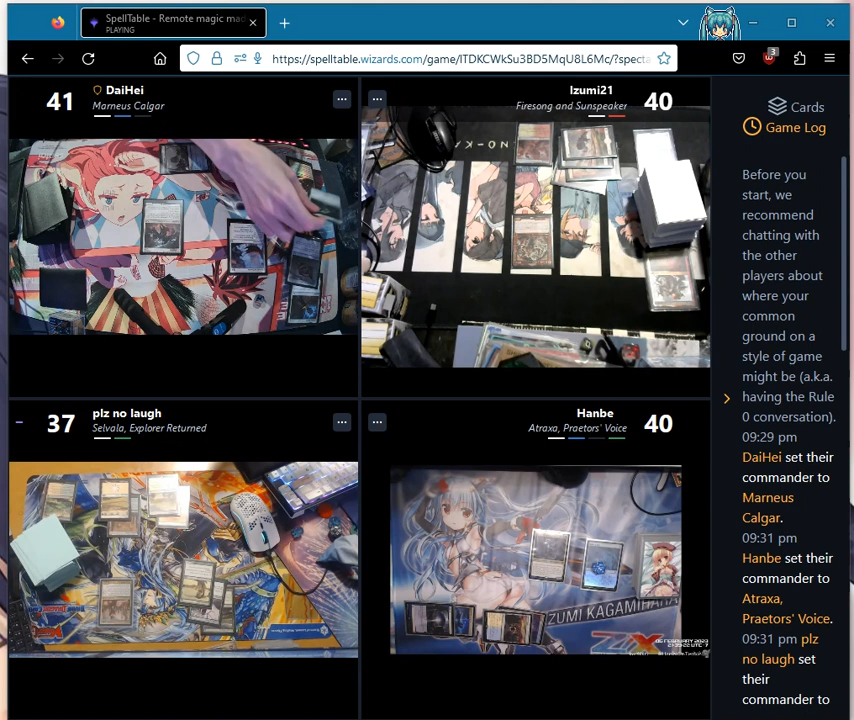 SpellTable - Remote magic mad
PLAYING
https://spelltable.wizards.com/game/ITDKCWkSu3BD5MqU8L6Mc/?specta
3
41
DaiHei
Marneus Calgar
Izumi21
Firesong and Sunspeaker
40
NO-KA
37
plz no laugh
Selvala, Explorer Returned
Hanbe
Atraxa, Praetors' Voice
40
IZUMI KAGAMIHARA
Z/X
Cards
Game Log
Before you
start, we
recommend
chatting with
the other
players about
where your
common
ground on a
style of game
might be (a.k.a.
having the Rule
0 conversation).
09:29 pm
DaiHei set their
commander to
Marneus
Calgar.
09:31 pm
Hanbe set their
commander to
Atraxa,
Praetors' Voice.
09:31 pm plz
no laugh set
their
commander to